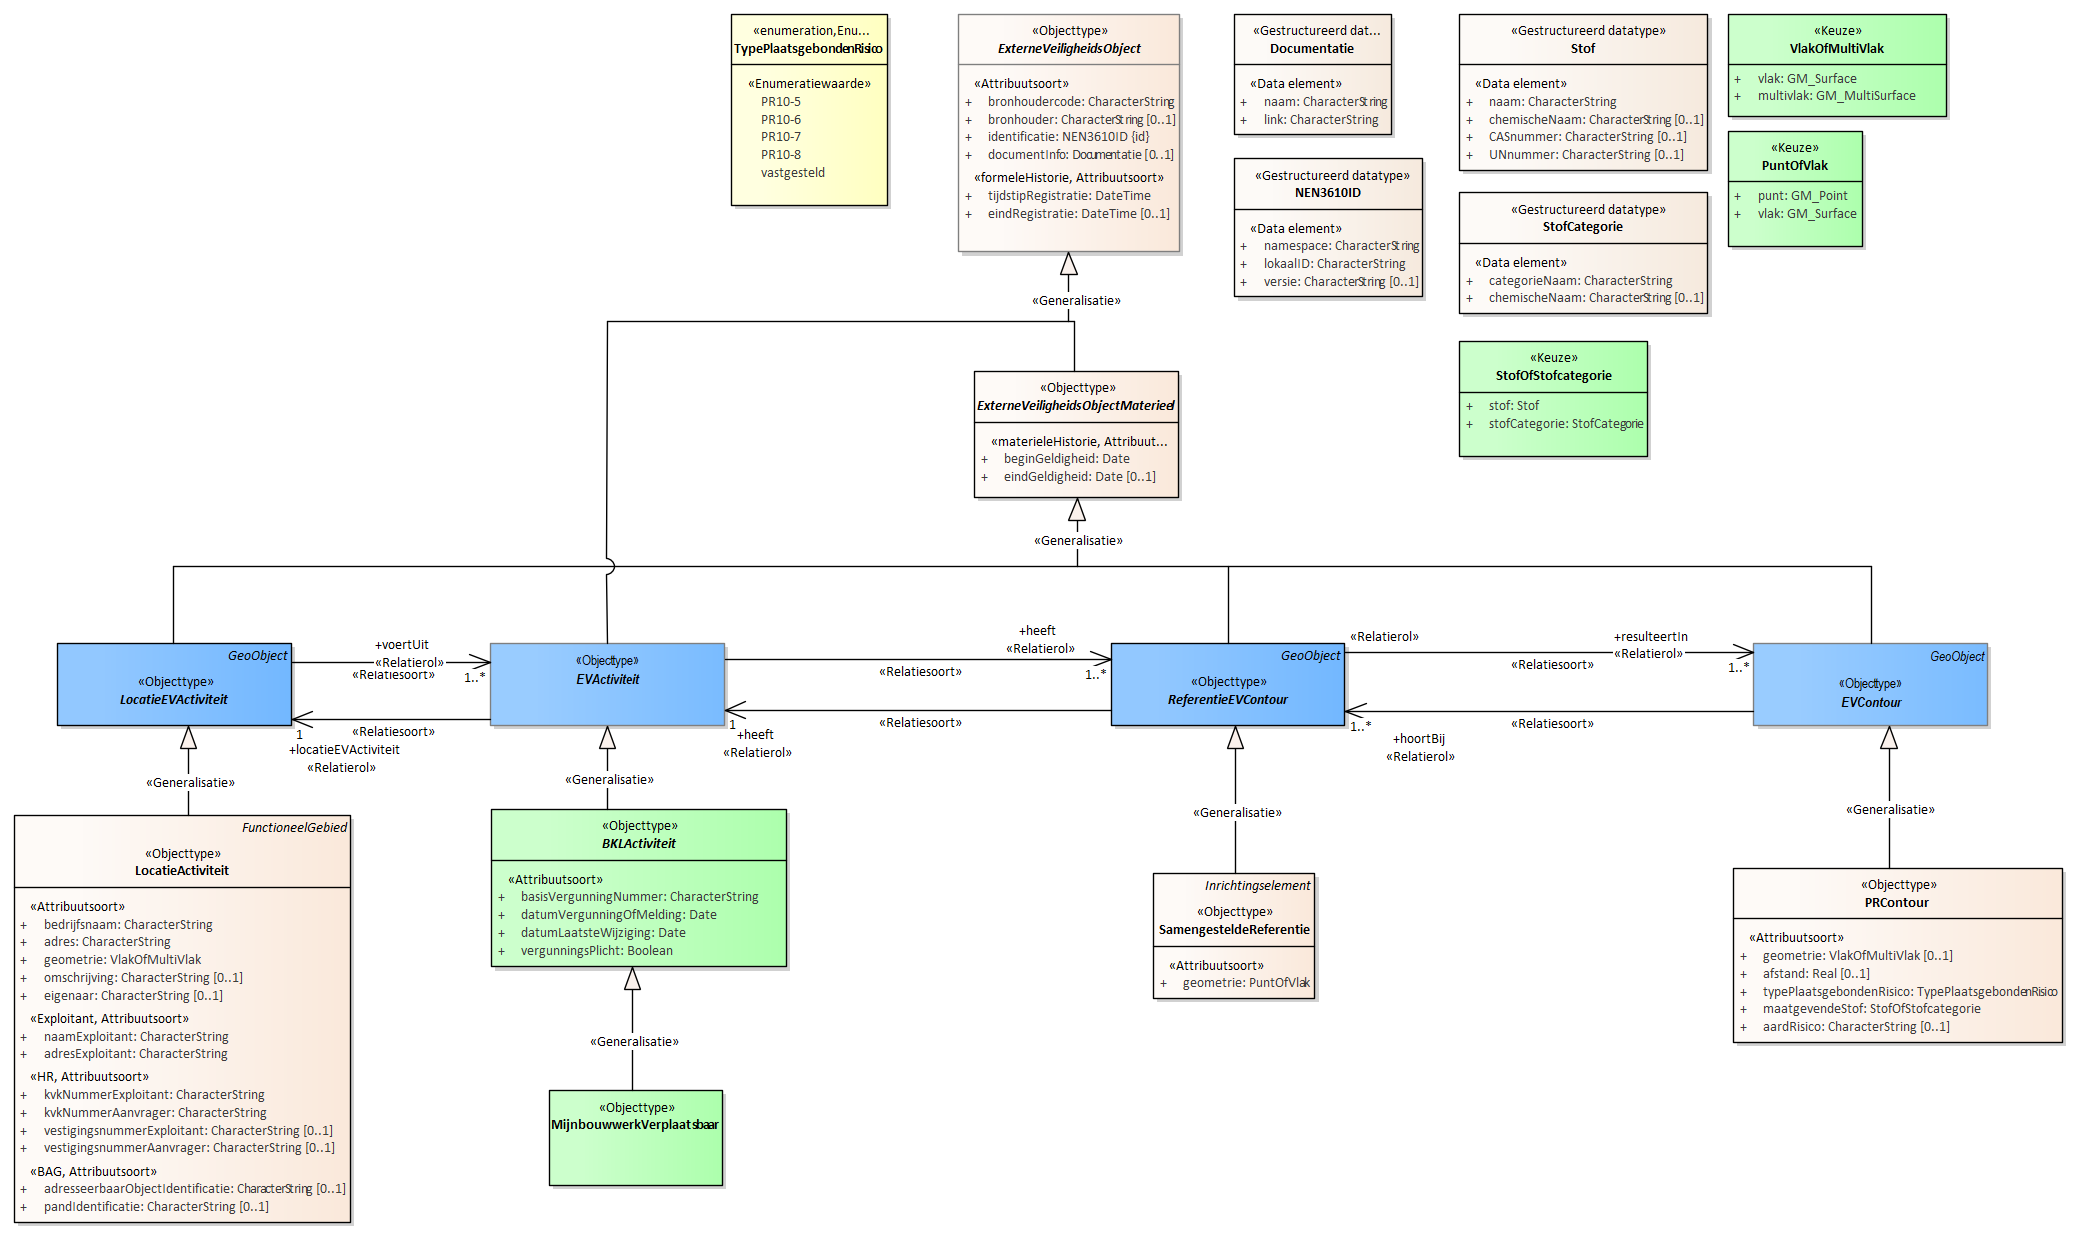 «enumeration,Enu...
TypePlaatsgebondenRisico
«Enumeratiewaarde»
PR10-5
PR10-6
PR10-7
PR10-8
vastgesteld
«Objecttype»
ExterneVeiligheidsObject
«Attribuutsoort»
+ bronhoudercode: CharacterString
+ bronhouder: CharacterString [0..1]
+ identificatie: NEN3610ID {id}
+ documentInfo: Documentatie [0..1]
«formeleHistorie, Attribuutsoort»
+ tijdstipRegistratie: DateTime
+ eindRegistratie: DateTime [0..1]
«Gestructureerd dat...
Documentatie
«Data element»
+ naam: CharacterString
+ link: CharacterString
«Gestructureerd datatype»
NEN3610ID
«Data element»
+ namespace: CharacterString
+ lokaalID: CharacterString
+ versie: CharacterString [0..1]
«Gestructureerd datatype»
Stof
«Data element»
+ naam: CharacterString
+ chemischeNaam: CharacterString [0..1]
+ CASnummer: CharacterString [0..1]
+ UNnummer: CharacterString [0..1]
«Gestructureerd datatype»
StofCategorie
«Data element»
+ categorieNaam: CharacterString
+ chemischeNaam: CharacterString [0..1]
«Keuze»
StofOfStofcategorie
+ stof: Stof
+ stofCategorie: StofCategorie
«Keuze»
VlakOfMultiVlak
+ vlak: GM_Surface
+ multivlak: GM_MultiSurface
«Keuze»
PuntOfVlak
+ punt: GM_Point
+ vlak: GM_Surface
«Generalisatie»
«Objecttype»
ExterneVeiligheidsObjectMaterieel
«materieleHistorie, Attribuut...
+ beginGeldigheid: Date
+ eindGeldigheid: Date [0..1]
«Generalisatie»
GeoObject
«Objecttype»
LocatieEVActiviteit
+voertUit
«Relatierol»
«Relatiesoort»
1..*
«Relatiesoort»
1
+locatieEVActiviteit
«Relatierol»
«Objecttype»
EVActiviteit
+heeft
«Relatierol»
«Relatiesoort»
1..*
«Relatiesoort»
1
+heeft
«Relatierol»
GeoObject
«Objecttype»
ReferentieEVContour
«Relatierol»
+resulteertIn
«Relatierol»
«Relatiesoort»
1..*
«Relatiesoort»
1..*
+hoortBij
«Relatierol»
GeoObject
«Objecttype»
EVContour
«Generalisatie»
«Generalisatie»
«Generalisatie»
«Generalisatie»
FunctioneelGebied
«Objecttype»
LocatieActiviteit
«Attribuutsoort»
+ bedrijfsnaam: CharacterString
+ adres: CharacterString
+ geometrie: VlakOfMultiVlak
+ omschrijving: CharacterString [0..1]
+ eigenaar: CharacterString [0..1]
«Exploitant, Attribuutsoort»
+ naamExploitant: CharacterString
+ adresExploitant: CharacterString
«HR, Attribuutsoort»
+ kvkNummerExploitant: CharacterString
+ kvkNummerAanvrager: CharacterString
+ vestigingsnummerExploitant: CharacterString [0..1]
+ vestigingsnummerAanvrager: CharacterString [0..1]
«BAG, Attribuutsoort»
+ adresseerbaarObjectIdentificatie: CharacterString [0..1]
+ pandIdentificatie: CharacterString [0..1]
«Objecttype»
BKLActiviteit
«Attribuutsoort»
+ basisVergunningNummer: CharacterString
+ datumVergunningOfMelding: Date
+ datumLaatsteWijziging: Date
+ vergunningsPlicht: Boolean
«Generalisatie»
«Objecttype»
MijnbouwwerkVerplaatsbaar
Inrichtingselement
«Objecttype»
SamengesteldeReferentie
«Attribuutsoort»
+ geometrie: PuntOfVlak
«Objecttype»
PRContour
«Attribuutsoort»
+ geometrie: VlakOfMultiVlak [0..1]
+ afstand: Real [0..1]
+ typePlaatsgebondenRisico: TypePlaatsgebondenRisico
+ maatgevendeStof: StofOfStofcategorie
+ aardRisico: CharacterString [0..1]